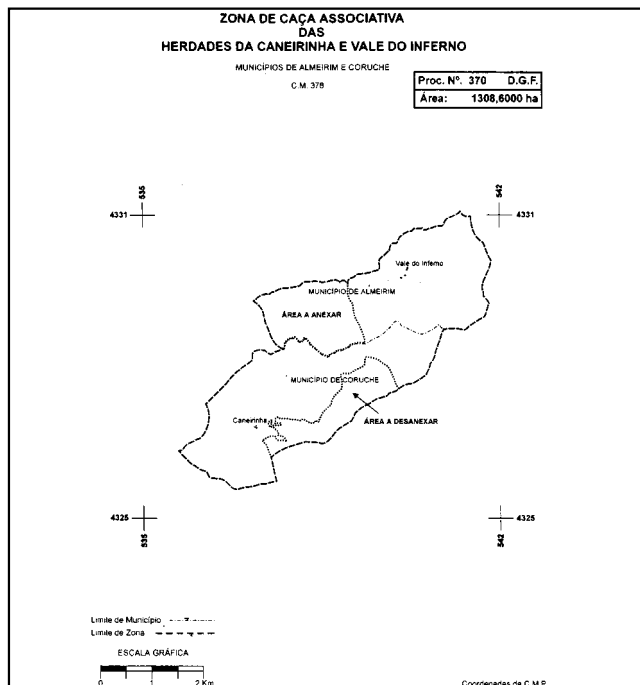 ZONA DE CAÇA ASSOCIATIVA
DAS
HERDADES DA CANEIRINHA E VALE DO INFERNO
MUNICÍPIOS DE ALMEIRIM E CORUCHE
C.M. 378
Proc. Nº. 370 D.G.F.
Área: 1308,6000 ha
535
542
4331
4331
Vale do Inferno
MUNICÍPIO DE ALMEIRIM
ÁREA A ANEXAR
MUNICÍPIO DE CORUCHE
Caneirinha
ÁREA A DESANEXAR
4325
4325
535
542
Limite de Município
Limite de Zona
ESCALA GRÁFICA
0 1 2 Km
Coordenadas da C.M.P.